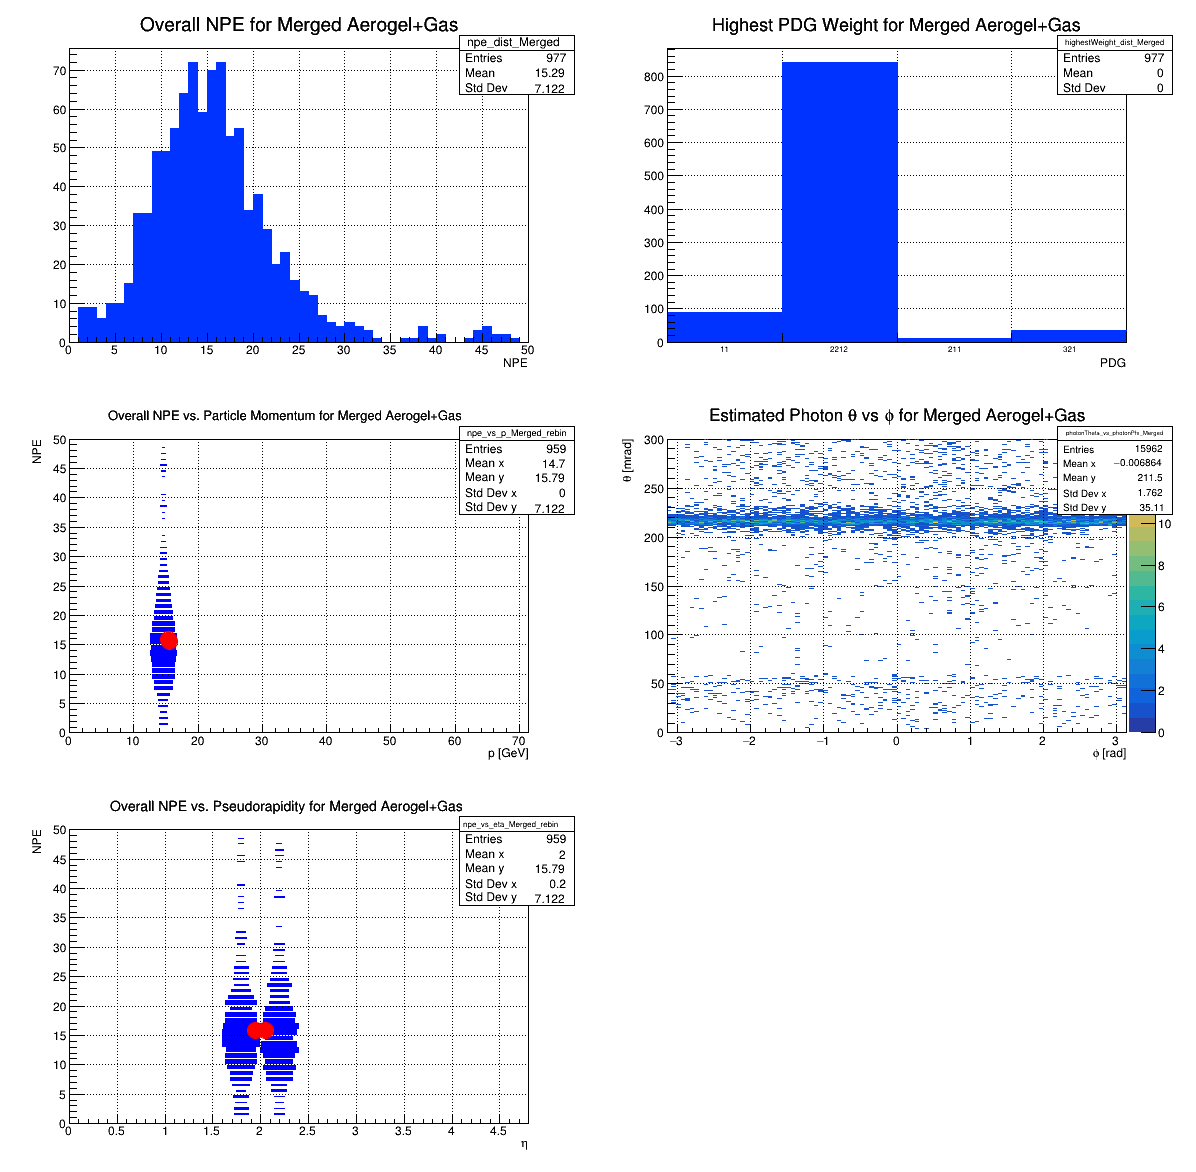 Overall NPE for Merged Aerogel+Gas
npe_dist_Merged
Entries 977
Mean 15.29
Std Dev 7.122
70
60
50
40
30
20
10
0
0 5 10 15 20 25 30 35 40 45 50
NPE
Highest PDG Weight for Merged Aerogel+Gas
highestWeight_dist_Merged
Entries 977
Mean 0
Std Dev 0
800
700
600
500
400
300
200
100
0
11 2212 211 321
PDG
Overall NPE vs. Particle Momentum for Merged Aerogel+Gas
NPE
npe_vs_p_Merged_rebin
Entries 959
Mean x 14.7
Mean y 15.79
Std Dev x 0
Std Dev y 7.122
50
45
40
35
30
25
20
15
10
5
0
0 10 20 30 40 50 60 70
p [GeV]
Estimated Photon θ vs ϕ for Merged Aerogel+Gas
θ [mrad]
photonTheta_vs_photonPhi_Merged
Entries 15962
Mean x −0.006864
Mean y 211.5
Std Dev x 1.762
Std Dev y 35.11
300
250
200
150
100
50
0
10
8
6
4
2
0
−3 −2 −1 0 1 2 3
ϕ [rad]
Overall NPE vs. Pseudorapidity for Merged Aerogel+Gas
NPE
npe_vs_eta_Merged_rebin
Entries 959
Mean x 2
Mean y 15.79
Std Dev x 0.2
Std Dev y 7.122
50
45
40
35
30
25
20
15
10
5
0
0 0.5 1 1.5 2 2.5 3 3.5 4 4.5
η